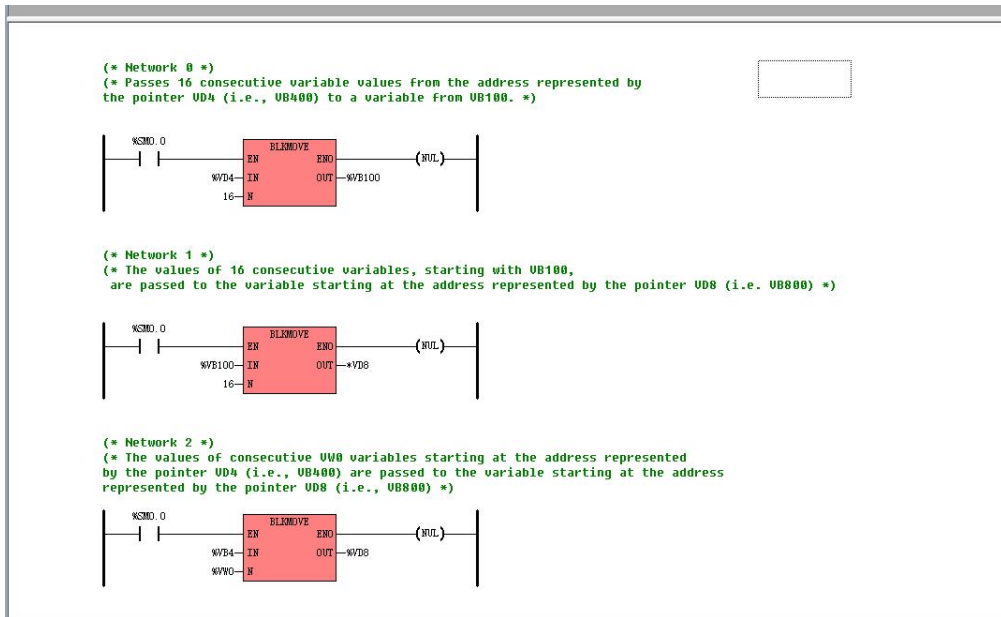 (* Network 0 *)
(* Passes 16 consecutive variable values from the address represented by
the pointer VD4 (i.e., VB400) to a variable from VB100. *)
%SM0.0
BLKMOVE
EN ENO (NUL)
%VD4 IN OUT %VB100
16 N
(* Network 1 *)
(* The values of 16 consecutive variables, starting with VB100,
are passed to the variable starting at the address represented by the pointer VD8 (i.e. VB800) *)
%SM0.0
BLKMOVE
EN ENO (NUL)
%VB100 IN OUT *VD8
16 N
(* Network 2 *)
(* The values of consecutive VW0 variables starting at the address represented
by the pointer VD4 (i.e., VB400) are passed to the variable starting at the address
represented by the pointer VD8 (i.e., VB800) *)
%SM0.0
BLKMOVE
EN ENO (NUL)
%VB4 IN OUT %VD8
%VW0 N